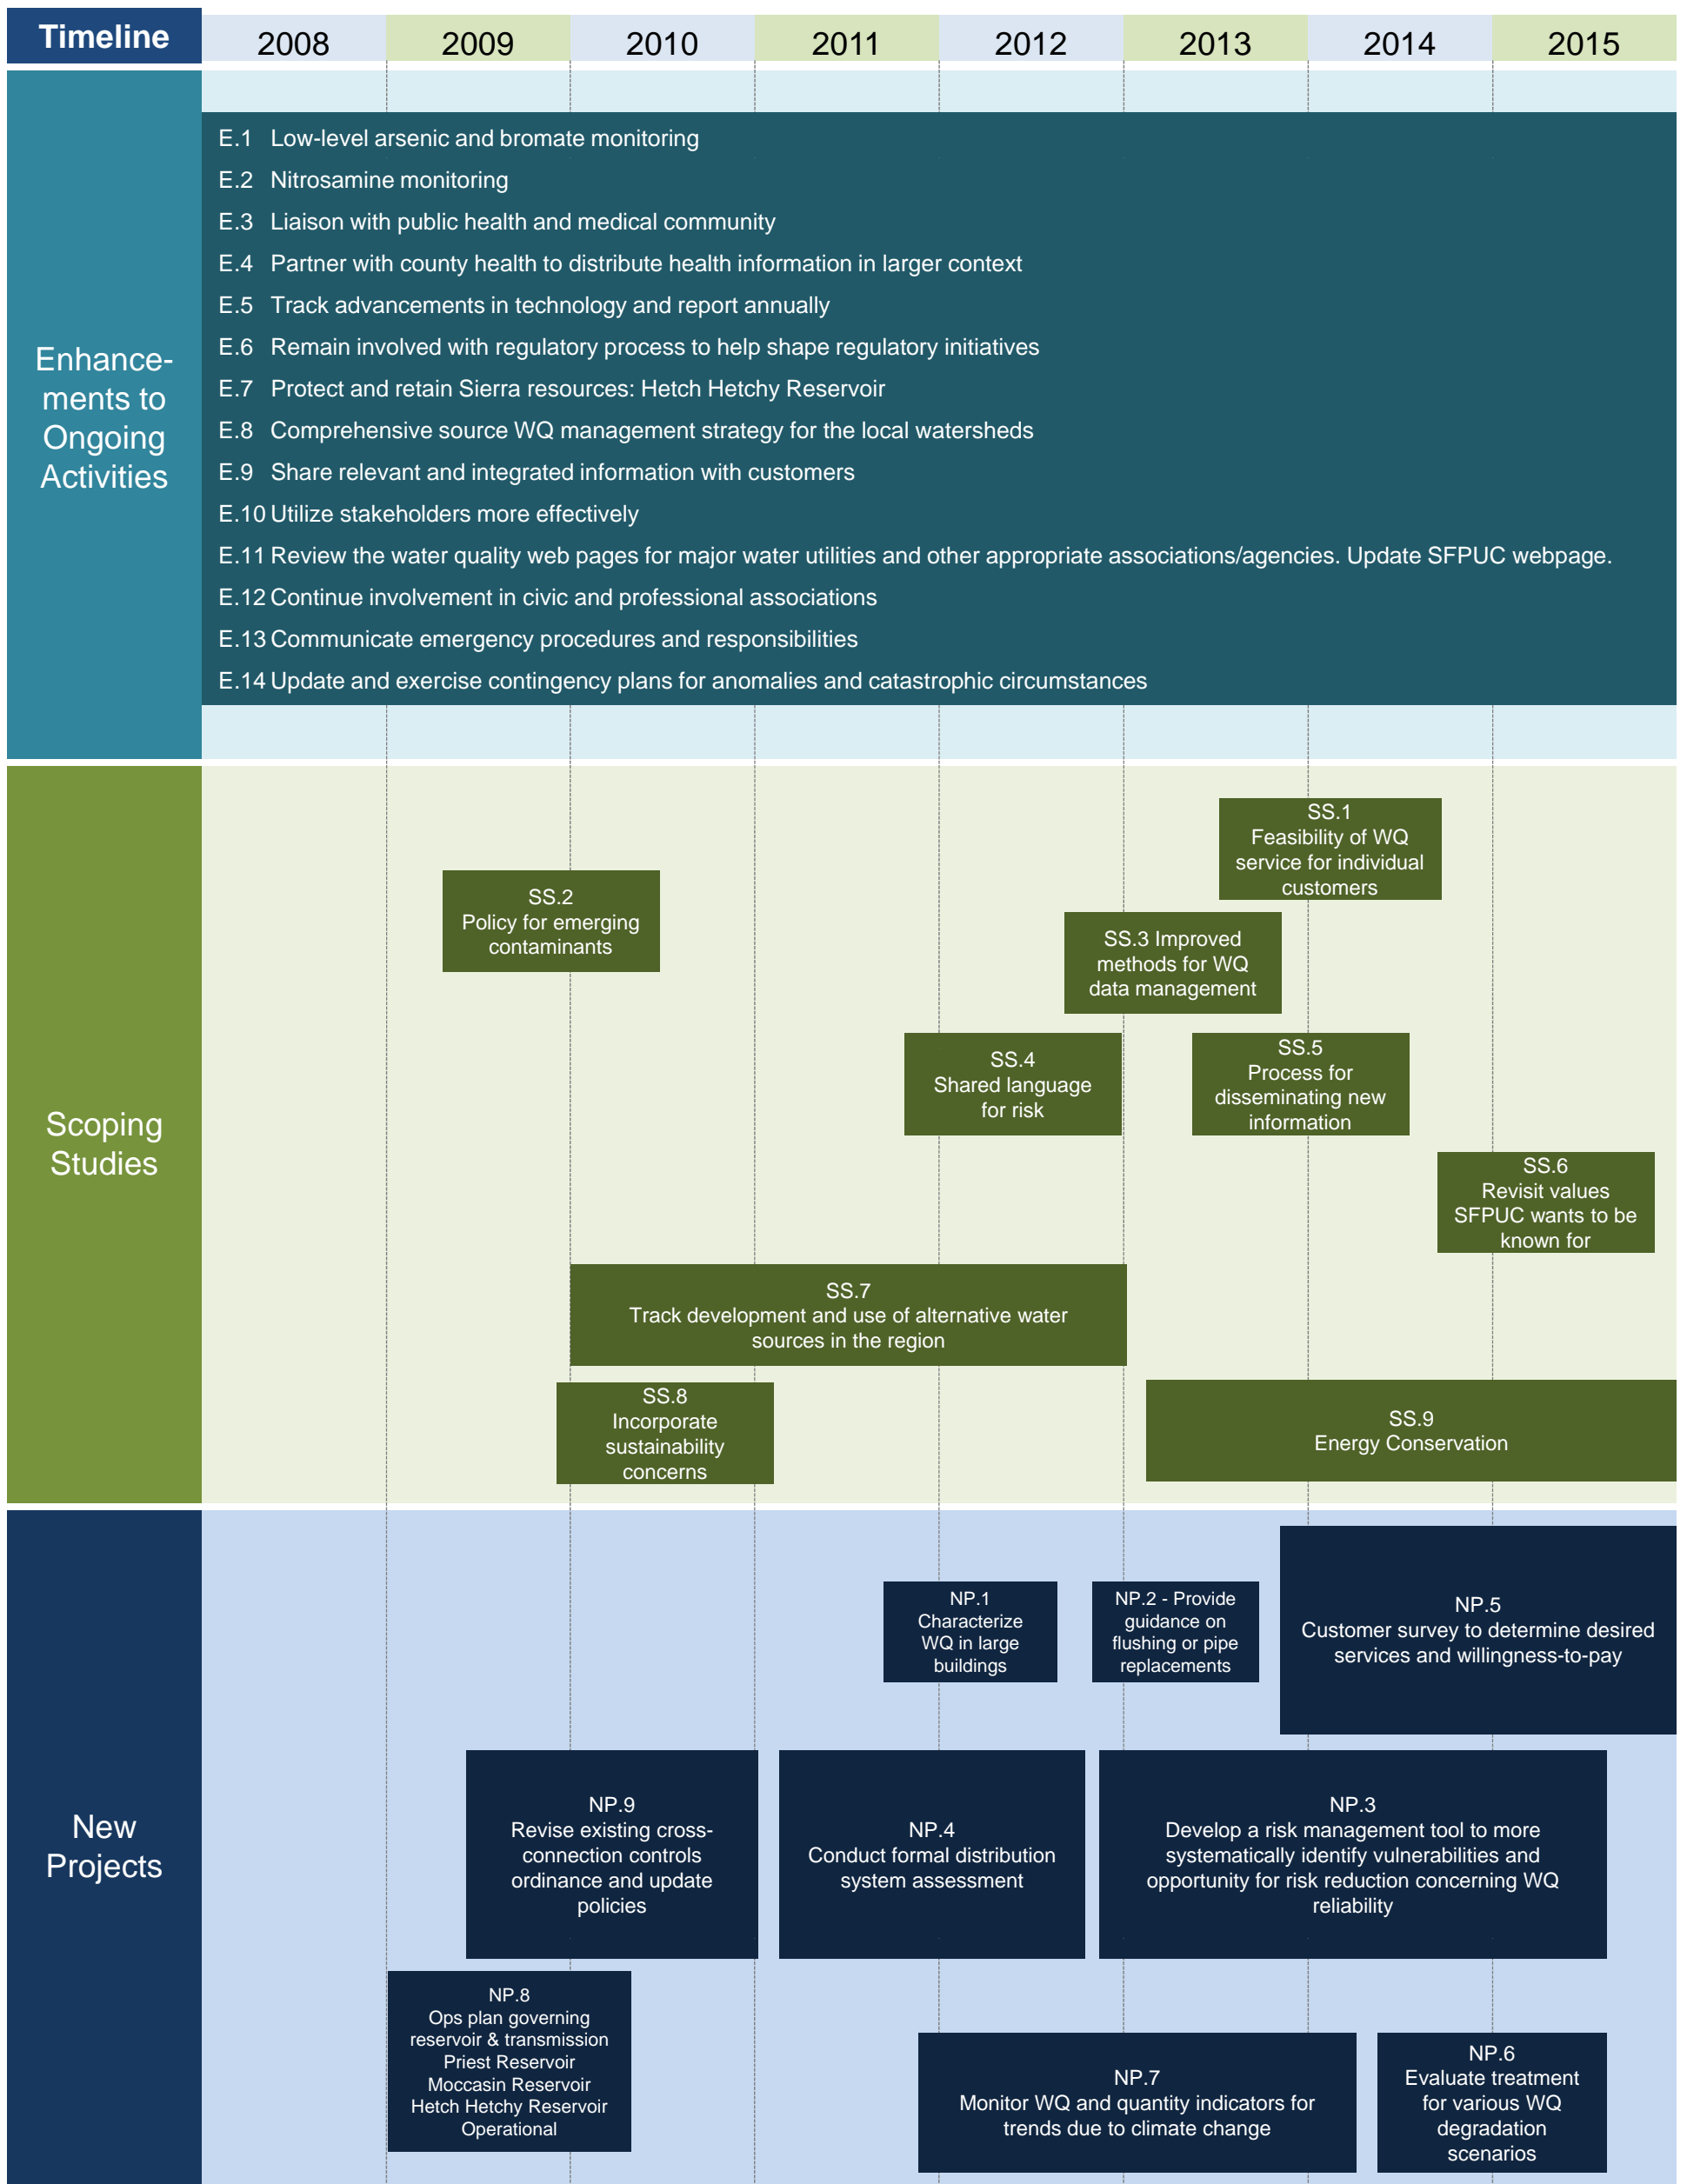 Timeline
2008 2009 2010 2011 2012 2013 2014 2015
Enhance-
ments to
Ongoing
Activities
E.1 Low-level arsenic and bromate monitoring
E.2 Nitrosamine monitoring
E.3 Liaison with public health and medical community
E.4 Partner with county health to distribute health information in larger context
E.5 Track advancements in technology and report annually
E.6 Remain involved with regulatory process to help shape regulatory initiatives
E.7 Protect and retain Sierra resources: Hetch Hetchy Reservoir
E.8 Comprehensive source WQ management strategy for the local watersheds
E.9 Share relevant and integrated information with customers
E.10 Utilize stakeholders more effectively
E.11 Review the water quality web pages for major water utilities and other appropriate associations/agencies. Update SFPUC webpage.
E.12 Continue involvement in civic and professional associations
E.13 Communicate emergency procedures and responsibilities
E.14 Update and exercise contingency plans for anomalies and catastrophic circumstances
Scoping
Studies
SS.1
Feasibility of WQ
service for individual
customers
SS.2
Policy for emerging
contaminants
SS.3 Improved
methods for WQ
data management
SS.4
Shared language
for risk
SS.5
Process for
disseminating new
information
SS.6
Revisit values
SFPUC wants to be
known for
SS.7
Track development and use of alternative water
sources in the region
SS.8
Incorporate
sustainability
concerns
SS.9
Energy Conservation
New
Projects
NP.1
Characterize
WQ in large
buildings
NP.2 - Provide
guidance on
flushing or pipe
replacements
NP.5
Customer survey to determine desired
services and willingness-to-pay
NP.9
Revise existing cross-
connection controls
ordinance and update
policies
NP.4
Conduct formal distribution
system assessment
NP.3
Develop a risk management tool to more
systematically identify vulnerabilities and
opportunity for risk reduction concerning WQ
reliability
NP.8
Ops plan governing
reservoir & transmission
Priest Reservoir
Moccasin Reservoir
Hetch Hetchy Reservoir
Operational
NP.7
Monitor WQ and quantity indicators for
trends due to climate change
NP.6
Evaluate treatment
for various WQ
degradation
scenarios